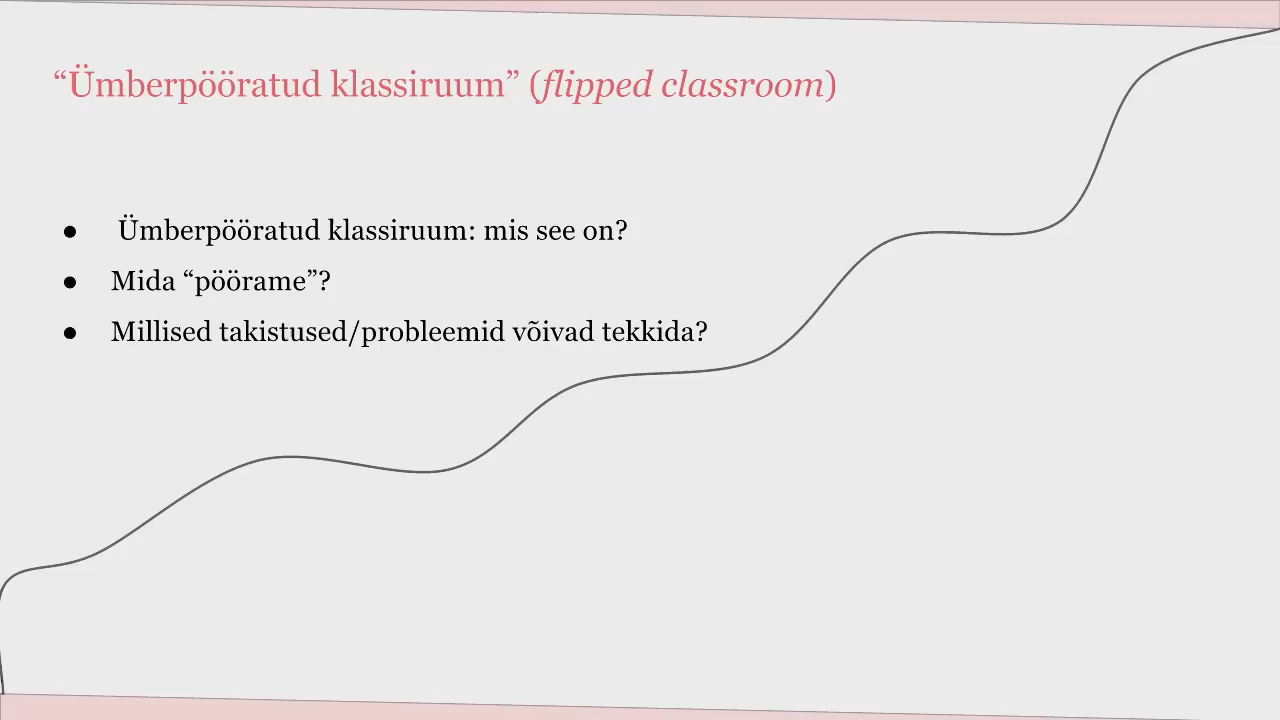 “Ümberpööratud klassiruum” (flipped classroom)
● Ümberpööratud klassiruum: mis see on?
● Mida “pöörame”?
● Millised takistused/probleemid võivad tekkida?